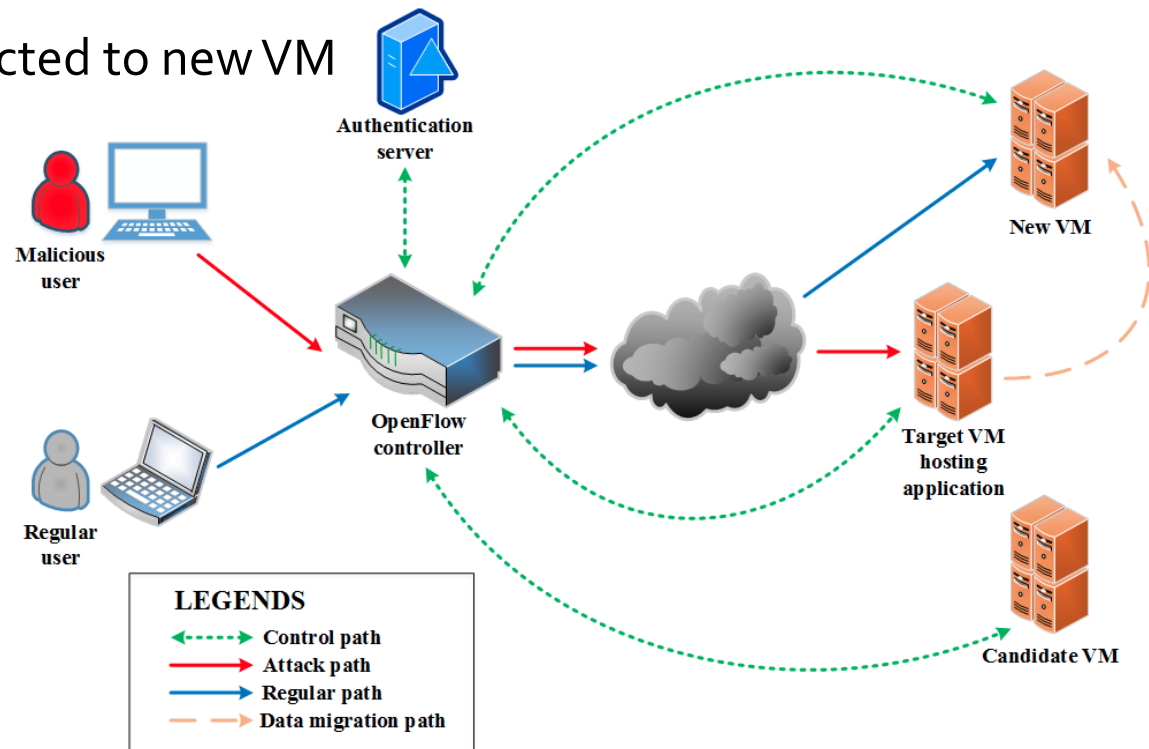 to new VM
Authentication
server
Malicious
user
New VM
OpenFlow
controller
Target VM
hosting
application
Regular
user
Candidate VM
LEGENDS
Control path
Attack path
Regular path
Data migration path